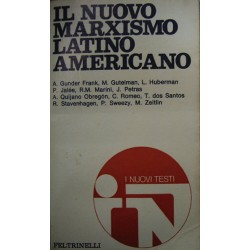 IL NUOVO
MARXISMO
LATINO
AMERICANO
A. Gunder Frank, M. Gutelman, L. Huberman
P. Jalée, R.M. Marini, J. Petras
A. Quijano Obregón, C. Romeo, T. dos Santos
R. Stavenhagen, P. Sweezy, M. Zeitlin
I NUOVI TESTI
iN
FELTRINELLI